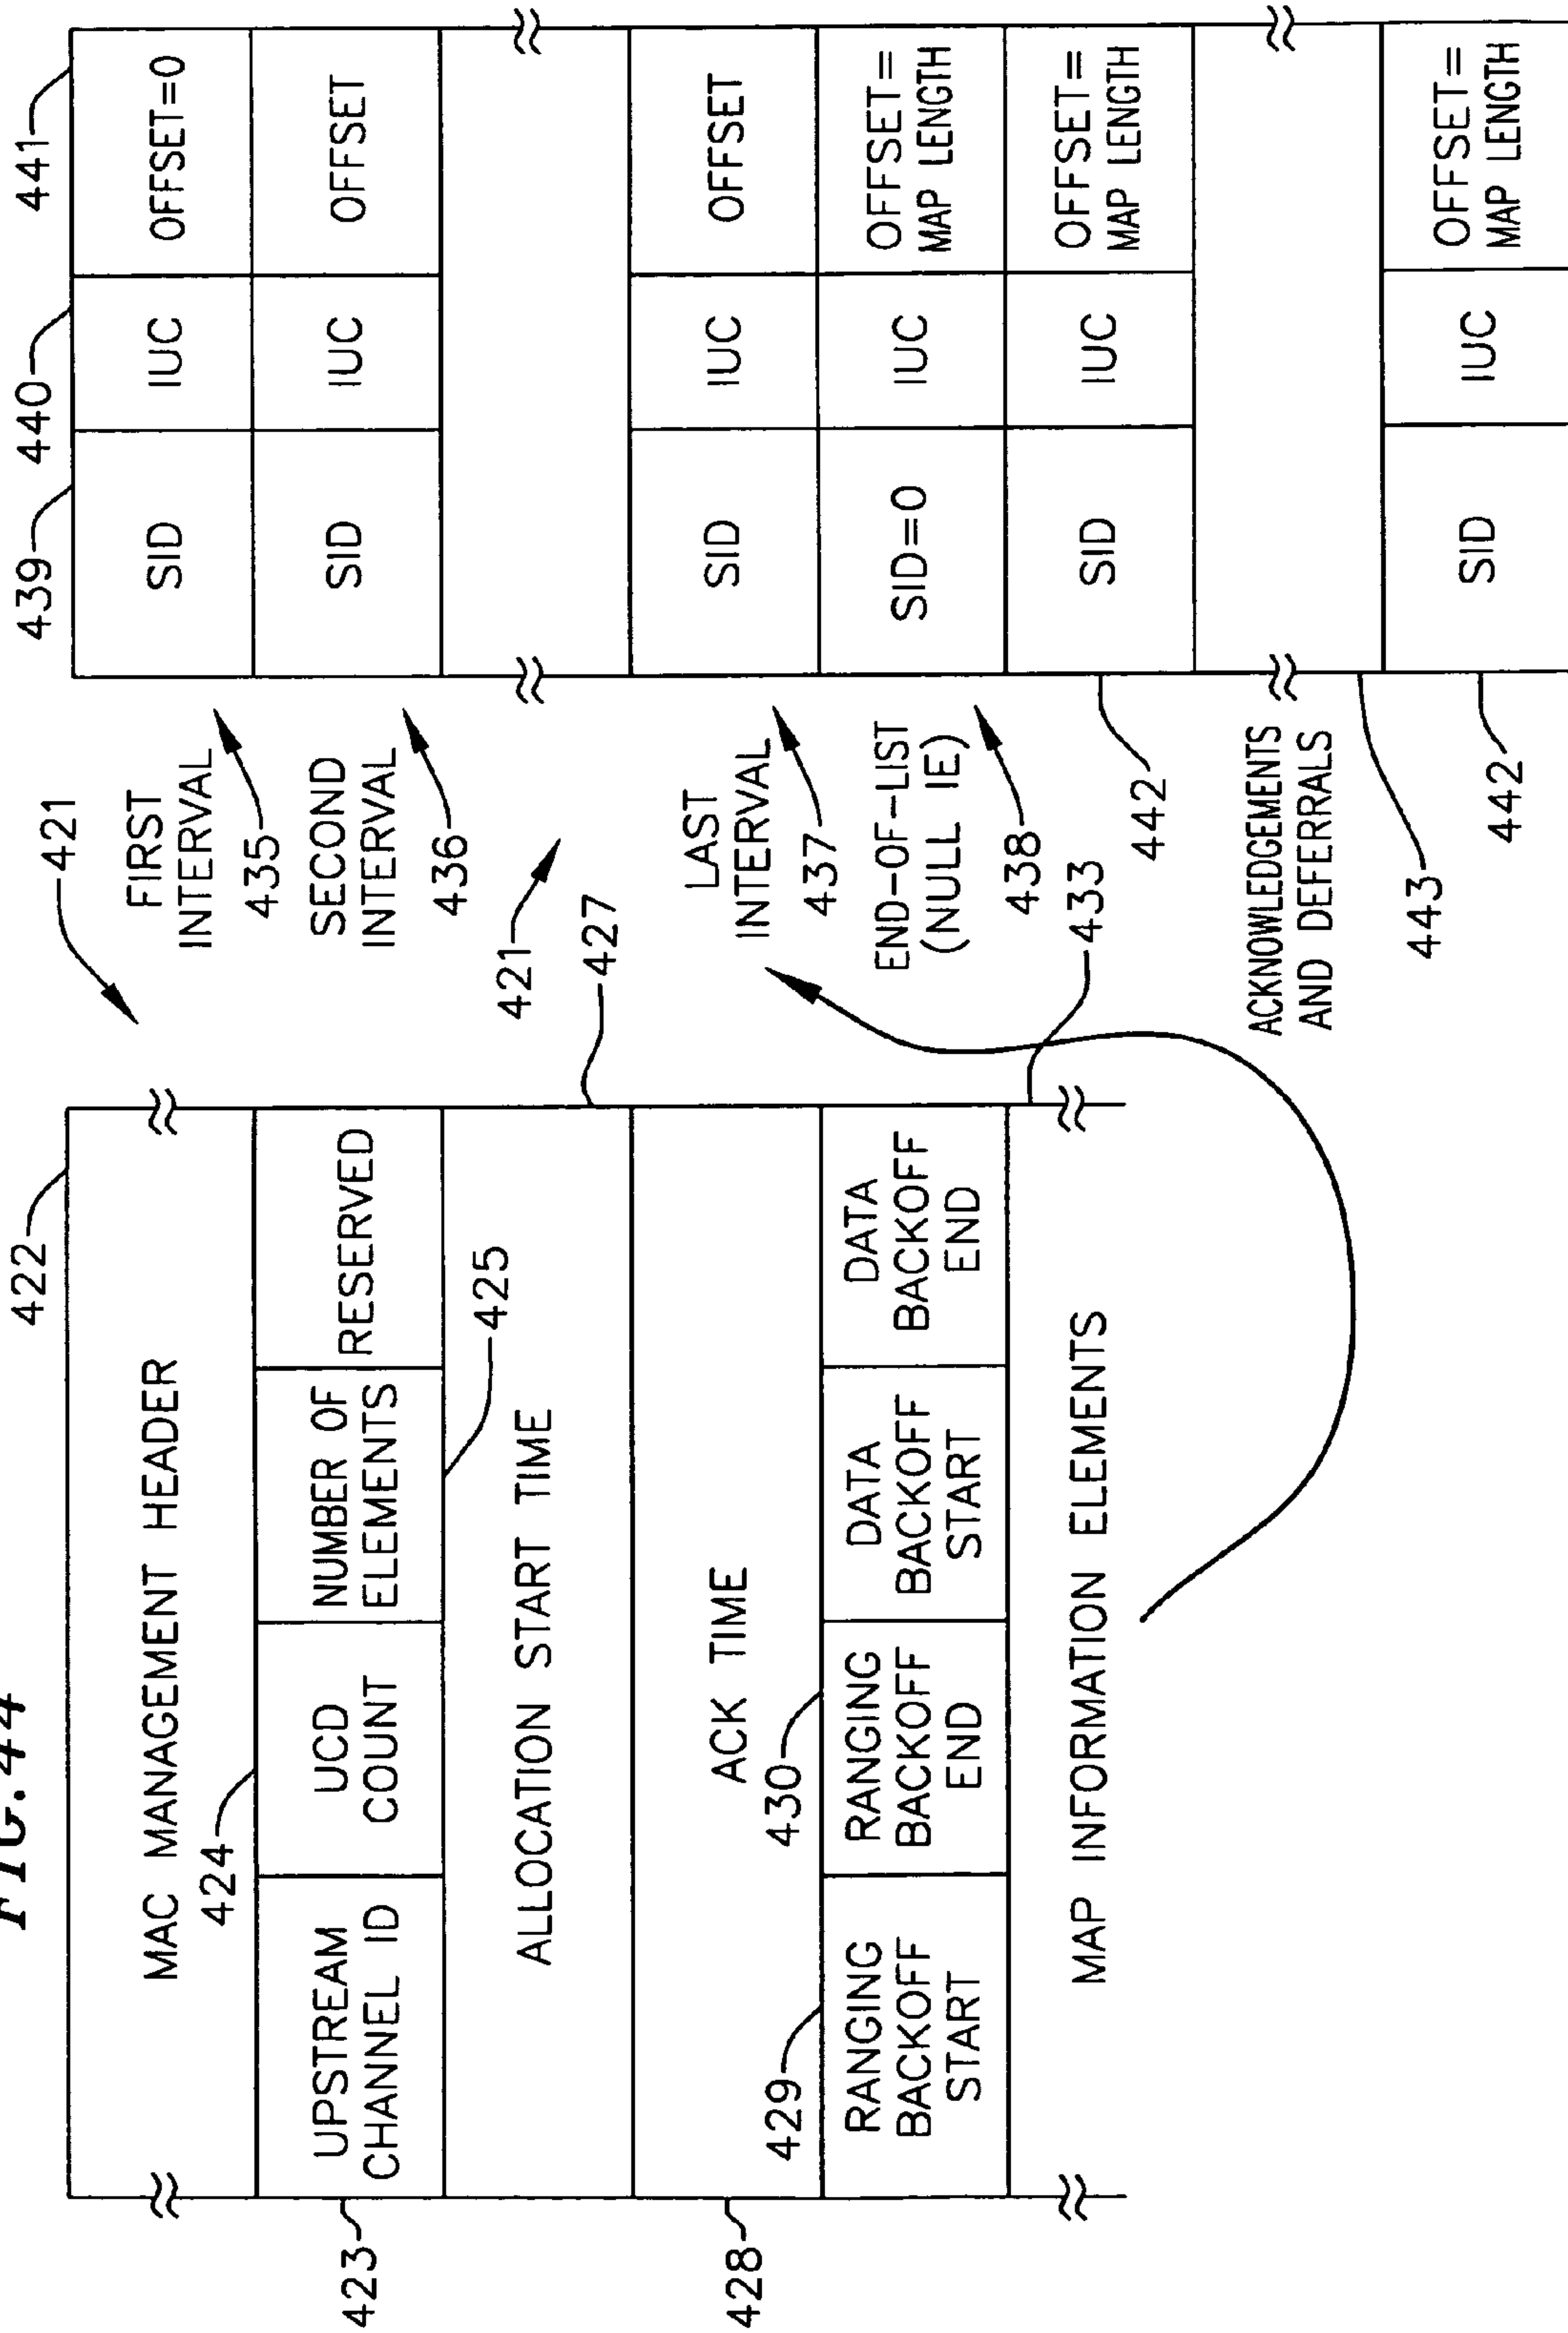 FIG. 44
422
421
MAC MANAGEMENT HEADER
424
423
UPSTREAM
CHANNEL ID
UCD
COUNT
NUMBER OF
ELEMENTS
RESERVED
425
ALLOCATION START TIME
427
421
428
ACK TIME
429
430
RANGING
BACKOFF
START
RANGING
BACKOFF
END
DATA
BACKOFF
START
DATA
BACKOFF
END
433
MAP INFORMATION ELEMENTS
439
440
441
FIRST
INTERVAL
435
SID
IUC
OFFSET=0
SECOND
INTERVAL
436
SID
IUC
OFFSET
LAST
INTERVAL
437
SID
IUC
OFFSET
END-OF-LIST
(NULL IE)
438
SID=0
IUC
OFFSET=
MAP LENGTH
442
SID
IUC
OFFSET=
MAP LENGTH
ACKNOWLEDGEMENTS
AND DEFERRALS
443
442
SID
IUC
OFFSET=
MAP LENGTH